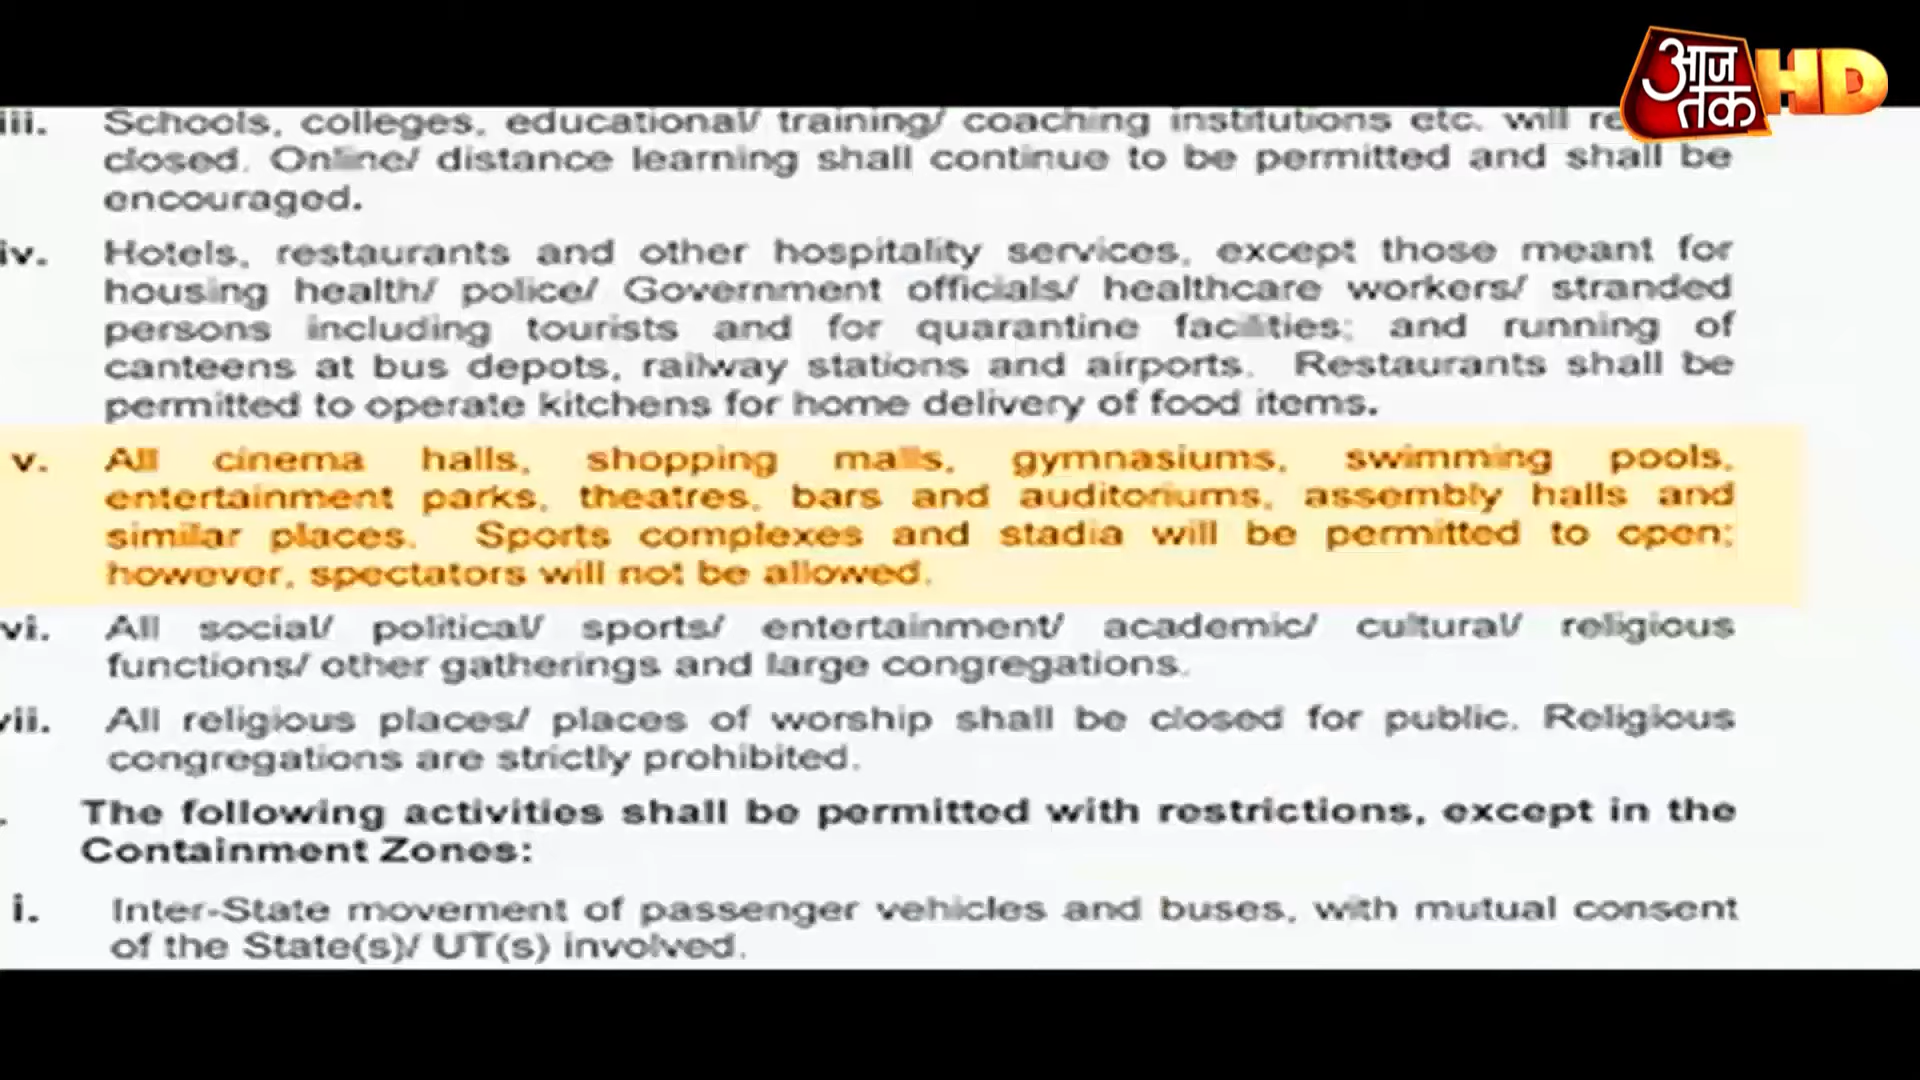 आज
तक HD
iii. Schools, colleges, educational/ training/ coaching institutions etc. will
closed. Online/ distance learning shall continue to be permitted and shall be
encouraged.
iv. Hotels, restaurants and other hospitality services, except those meant for
housing health/ police/ Government officials/ healthcare workers/ stranded
persons including tourists and for quarantine facilities; and running of
canteens at bus depots, railway stations and airports. Restaurants shall be
permitted to operate kitchens for home delivery of food items.
v. All cinema halls, shopping malls, gymnasiums, swimming pools,
entertainment parks, theatres, bars and auditoriums, assembly halls and
similar places. Sports complexes and stadia will be permitted to open;
however, spectators will not be allowed.
vi. All social/ political/ sports/ entertainment/ academic/ cultural/ religious
functions/ other gatherings and large congregations.
vii. All religious places/ places of worship shall be closed for public. Religious
congregations are strictly prohibited.
The following activities shall be permitted with restrictions, except in the
Containment Zones:
i. Inter-State movement of passenger vehicles and buses, with mutual consent
of the State(s)/ UT(s) involved.